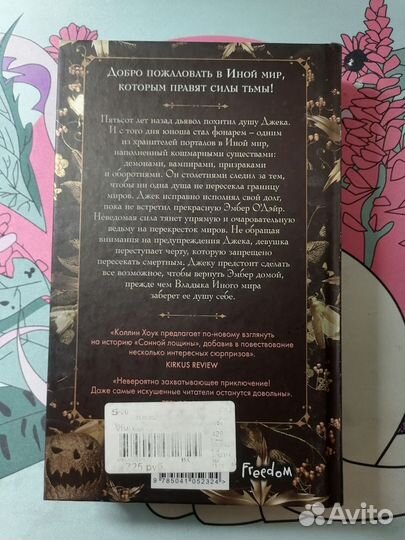 Добро пожаловать в Иной мир,
которым правят силы тьмы!
Пятьсот лет назад дьявол похитил душу Джека.
И с того дня юноша стал фонарем – одним
из хранителей порталов в Иной мир,
наполненный кошмарными существами:
демонами, вампирами, призраками
и оборотнями. Он столетиями следил за тем,
чтобы ни одна душа не пересекла границу
миров. Джек исправно исполнял свой долг,
пока не встретил прекрасную Эмбер О'Дэйр.
Неведомая сила тянет упрямую и очаровательную
ведьму на перекресток миров. Не обращая
внимания на предупреждения Джека, девушка
переступает черту, которую запрещено
пересекать смертным. Джеку предстоит сделать
все возможное, чтобы вернуть Эмбер домой,
прежде чем Владыка Иного мира
заберет ее душу себе.
«Коллин Хоук предлагает по-новому взглянуть
на историю «Сонной лощины», добавив в повествование
несколько интересных сюрпризов».
KIRKUS REVIEW
«Невероятно захватывающее приключение!
Даже самые искушенные читатели останутся довольны».
Freedom
9 785041 052324 >
Avito